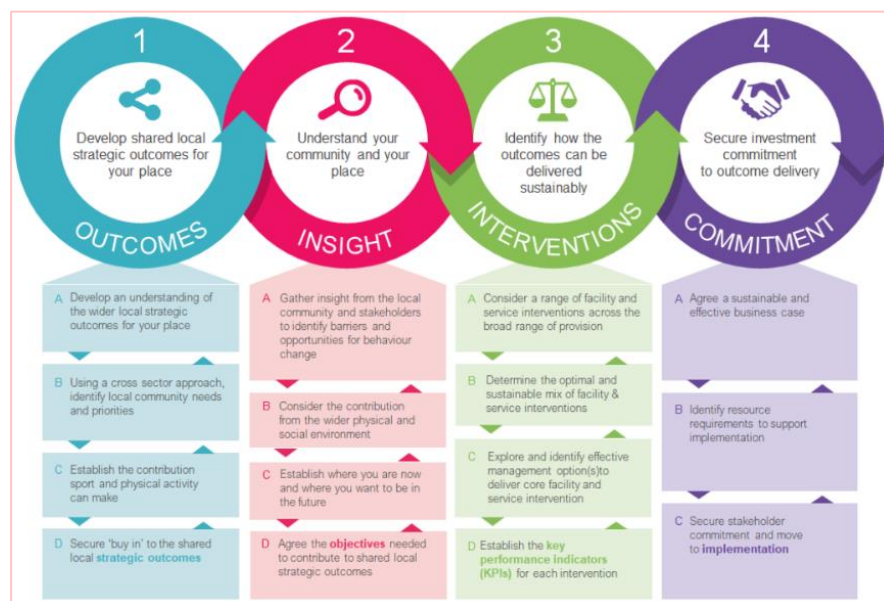 1
Develop shared local
strategic outcomes for
your place
OUTCOMES
A Develop an understanding of
the wider local strategic
outcomes for your place
B Using a cross sector approach,
identify local community needs
and priorities
C Establish the contribution
sport and physical activity
can make
D Secure 'buy in' to the shared
local strategic outcomes
2
Understand your
community and your
place
INSIGHT
A Gather insight from the local
community and stakeholders
to identify barriers and
opportunities for behaviour
change
B Consider the contribution
from the wider physical and
social environment
C Establish where you are now
and where you want to be in
the future
D Agree the objectives needed
to contribute to shared local
strategic outcomes
3
Identify how the
outcomes can be
delivered
sustainably
INTERVENTIONS
A Consider a range of facility and
service interventions across the
broad range of provision
B Determine the optimal and
sustainable mix of facility &
service interventions
C Explore and identify effective
management option(s)to
deliver core facility and
service intervention
D Establish the key
performance indicators
(KPIs) for each intervention
4
Secure investment
commitment
to outcome delivery
COMMITMENT
A Agree a sustainable and
effective business case
B Identify resource
requirements to support
implementation
C Secure stakeholder
commitment and move
to implementation